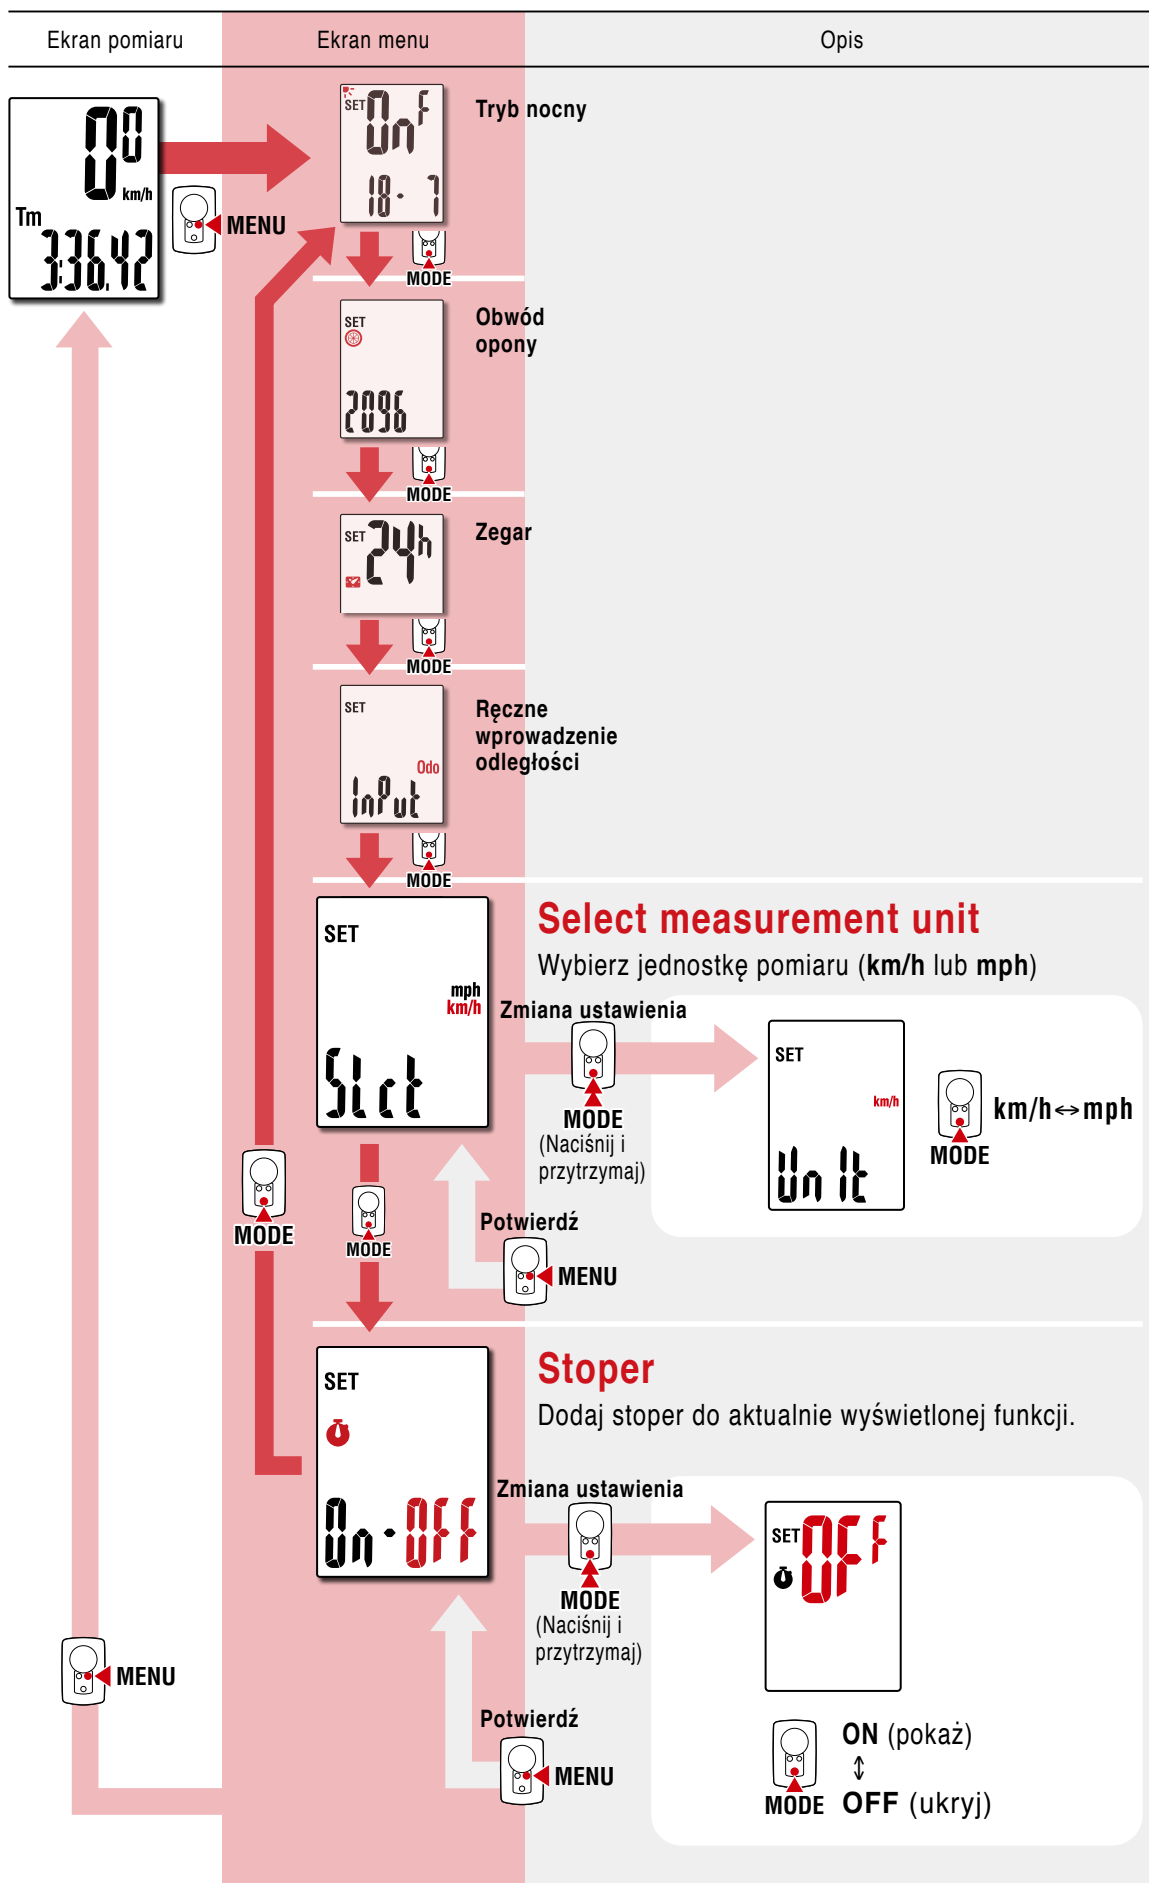 Ekran pomiaru
Ekran menu
Opis
00
km/h
Tm
3:36.42
MENU
SET
On F
18· 7
Tryb nocny
MODE
SET
2096
Obwód
opony
MODE
SET
24h
Zegar
MODE
SET
Odo
InPut
Ręczne
wprowadzenie
odległości
MODE
SET
mph
km/h
Slct
Select measurement unit
Wybierz jednostkę pomiaru (km/h lub mph)
Zmiana ustawienia
MODE
(Naciśnij i
przytrzymaj)
SET
km/h
UnIt
MODE
km/h⇔mph
Potwierdź
MENU
MODE
MODE
SET
On·OFF
Stoper
Dodaj stoper do aktualnie wyświetlonej funkcji.
Zmiana ustawienia
MODE
(Naciśnij i
przytrzymaj)
SET
OFF
Potwierdź
MENU
MODE
ON (pokaż)
⇕
OFF (ukryj)
MENU